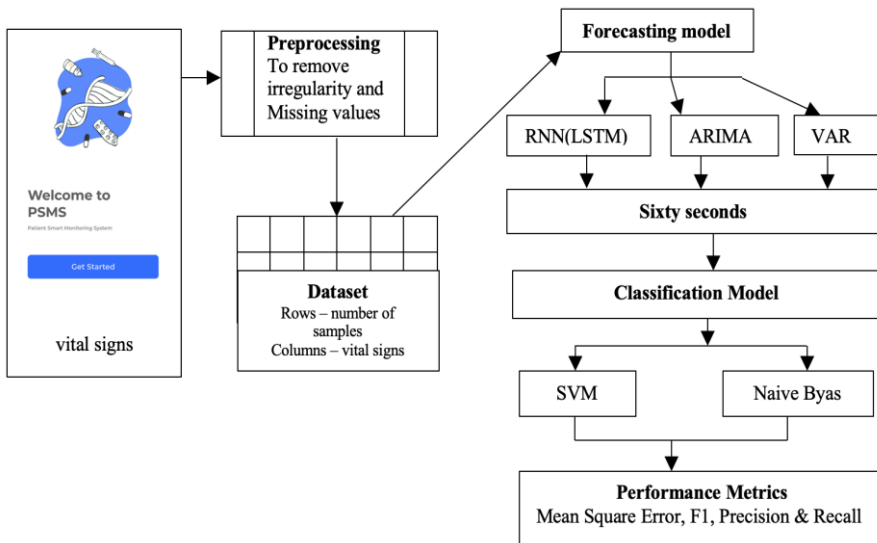 Welcome to
PSMS
Patient Smart Monitoring System
Get Started
vital signs
Preprocessing
To remove
irregularity and
Missing values
Dataset
Rows – number of
samples
Columns – vital signs
Forecasting model
RNN(LSTM)
ARIMA
VAR
Sixty seconds
Classification Model
SVM
Naive Byas
Performance Metrics
Mean Square Error, F1, Precision & Recall